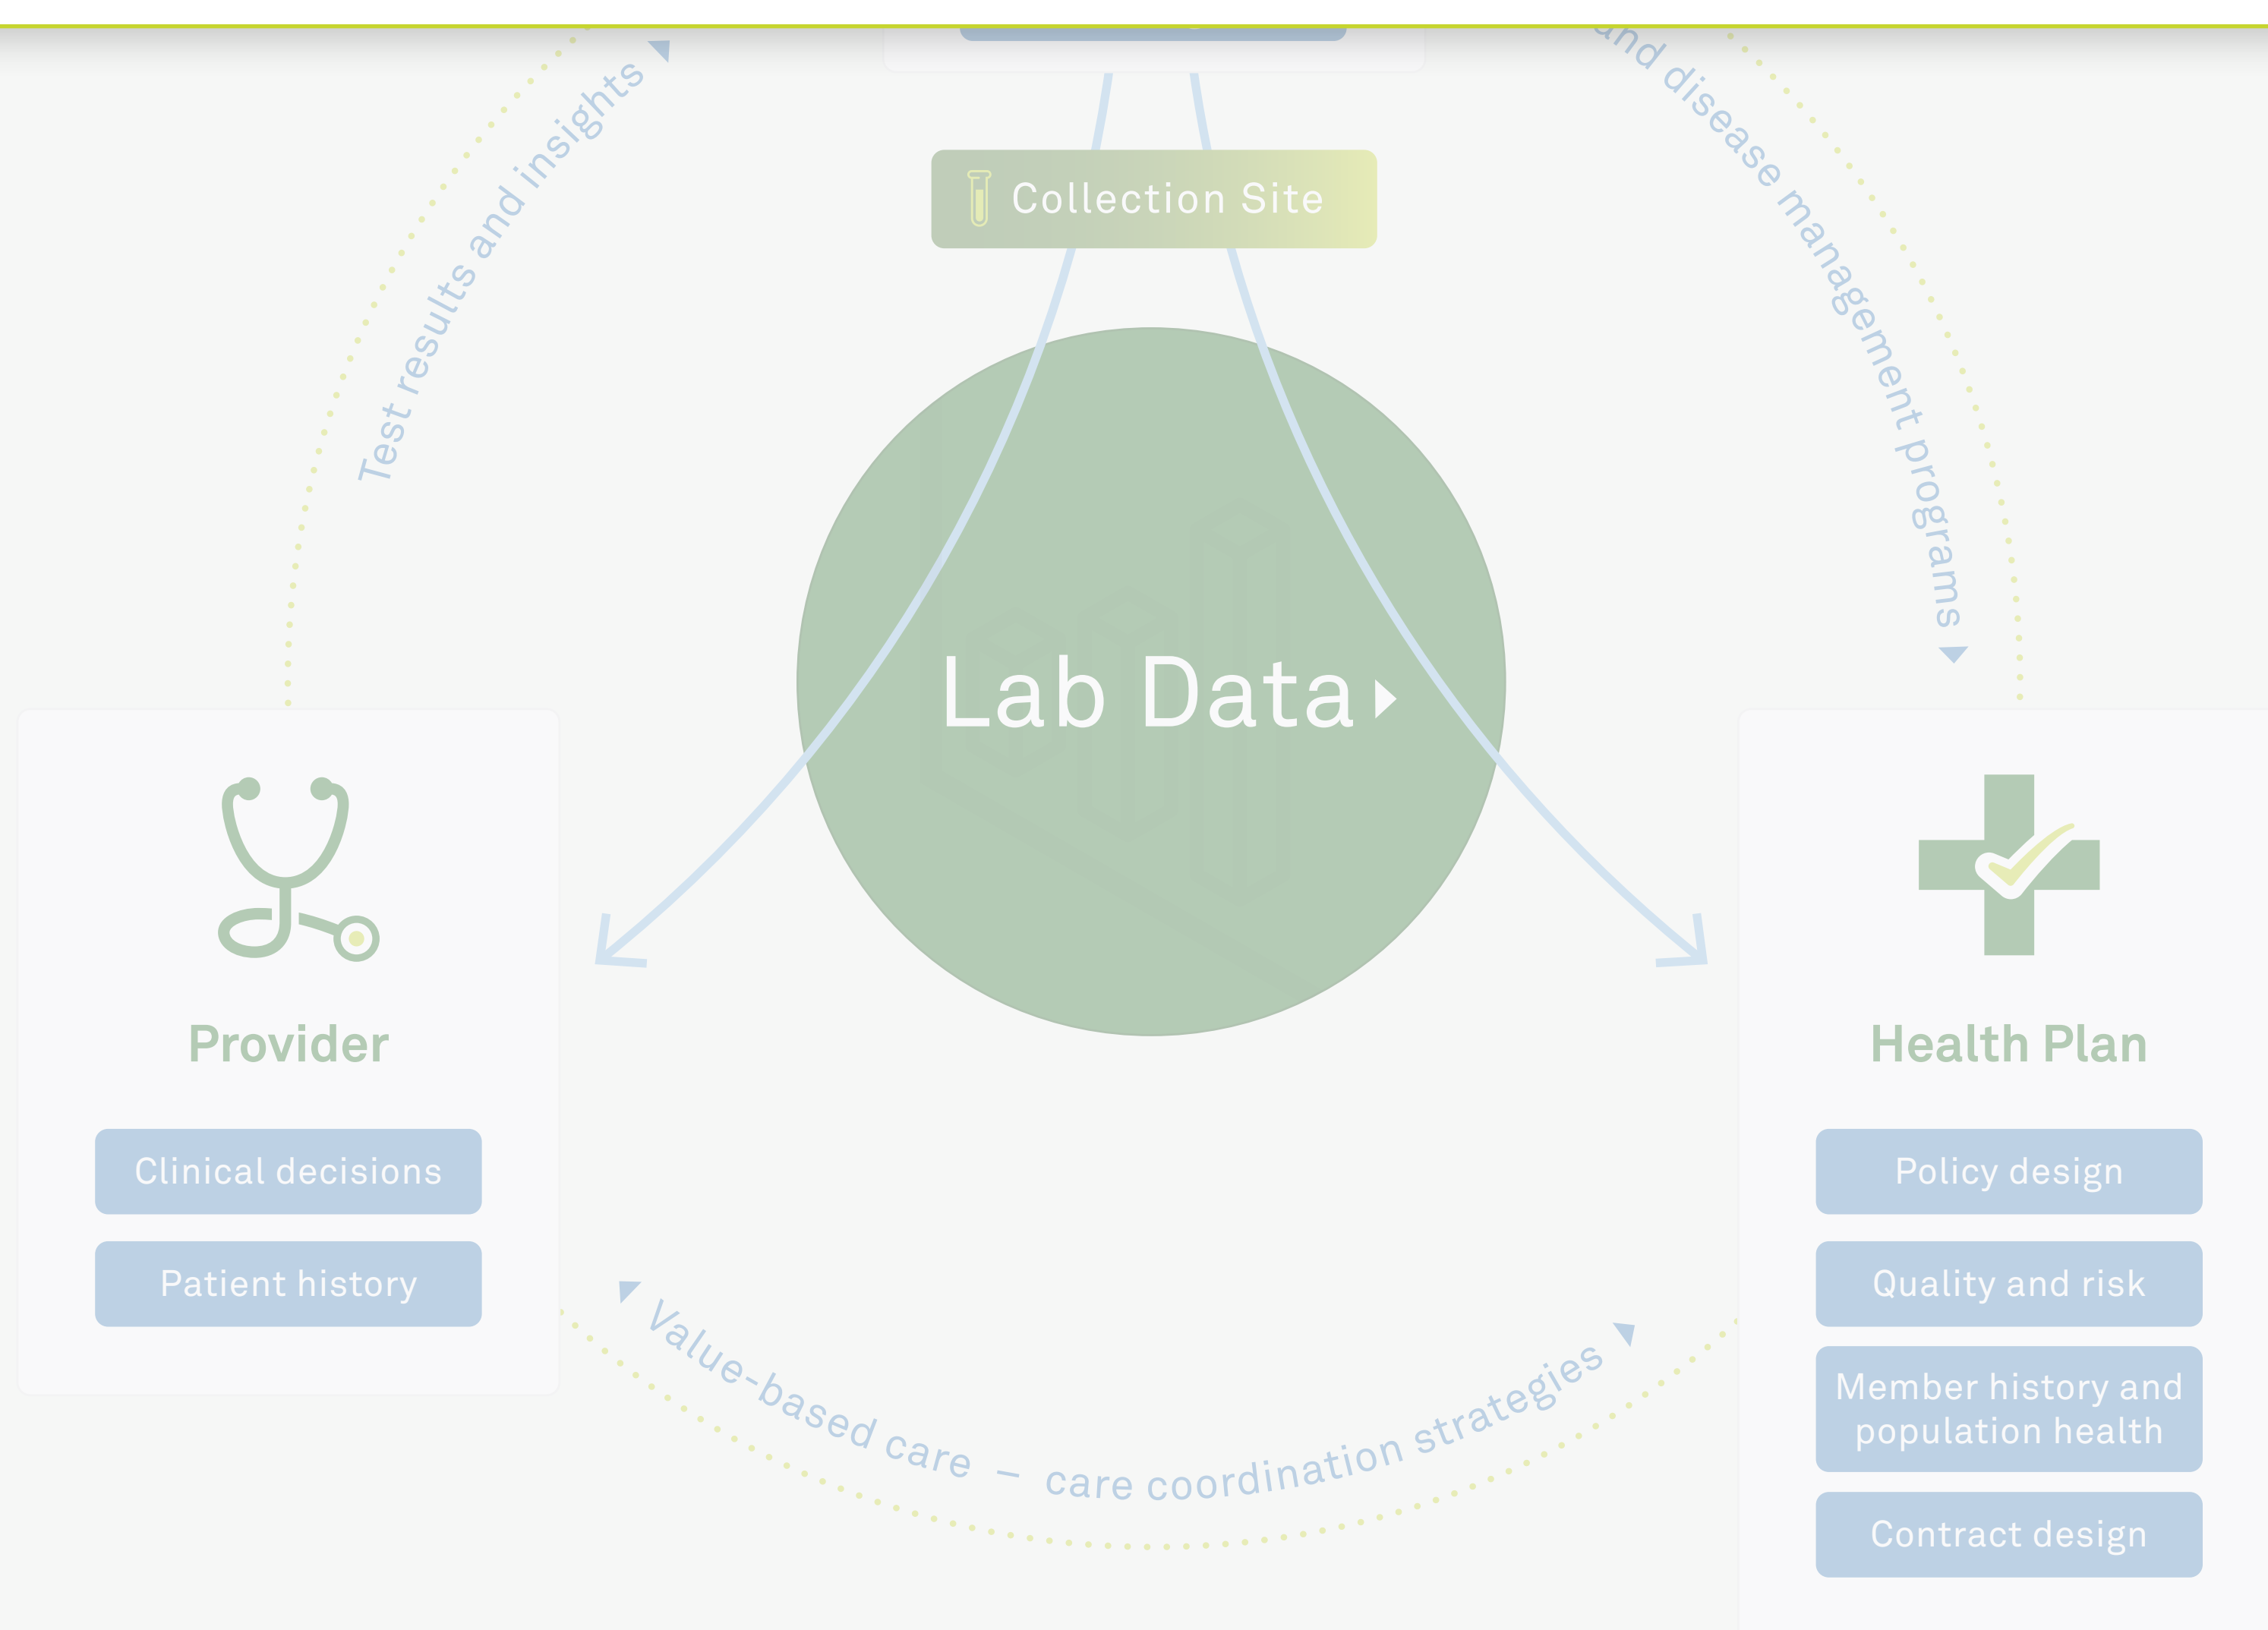 and disease management programs
Test results and insights
Collection Site
Lab Data
Provider
Clinical decisions
Patient history
Health Plan
Policy design
Quality and risk
Member history and
population health
Contract design
Value-based care – care coordination strategies